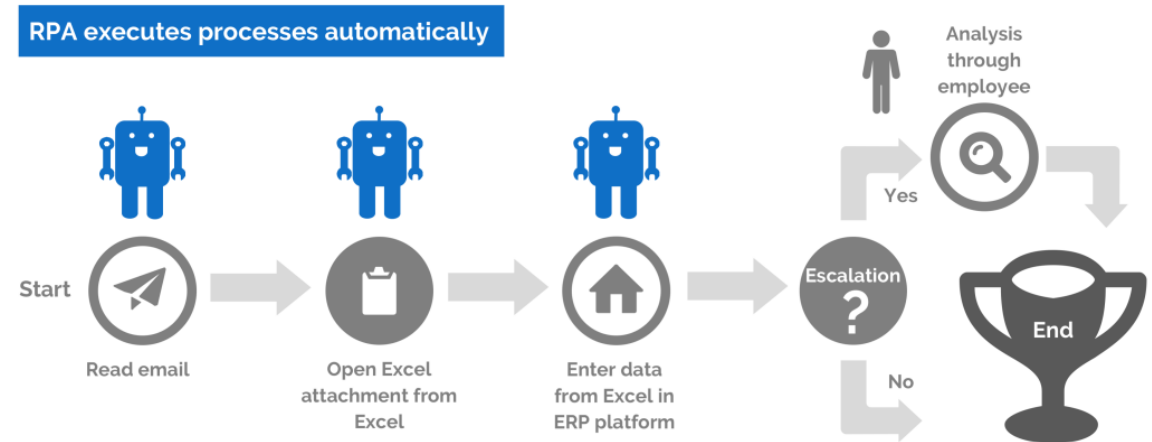 RPA executes processes automatically
Start
Read email
Open Excel
attachment from
Excel
Enter data
from Excel in
ERP platform
Escalation
?
Yes
Analysis
through
employee
No
End